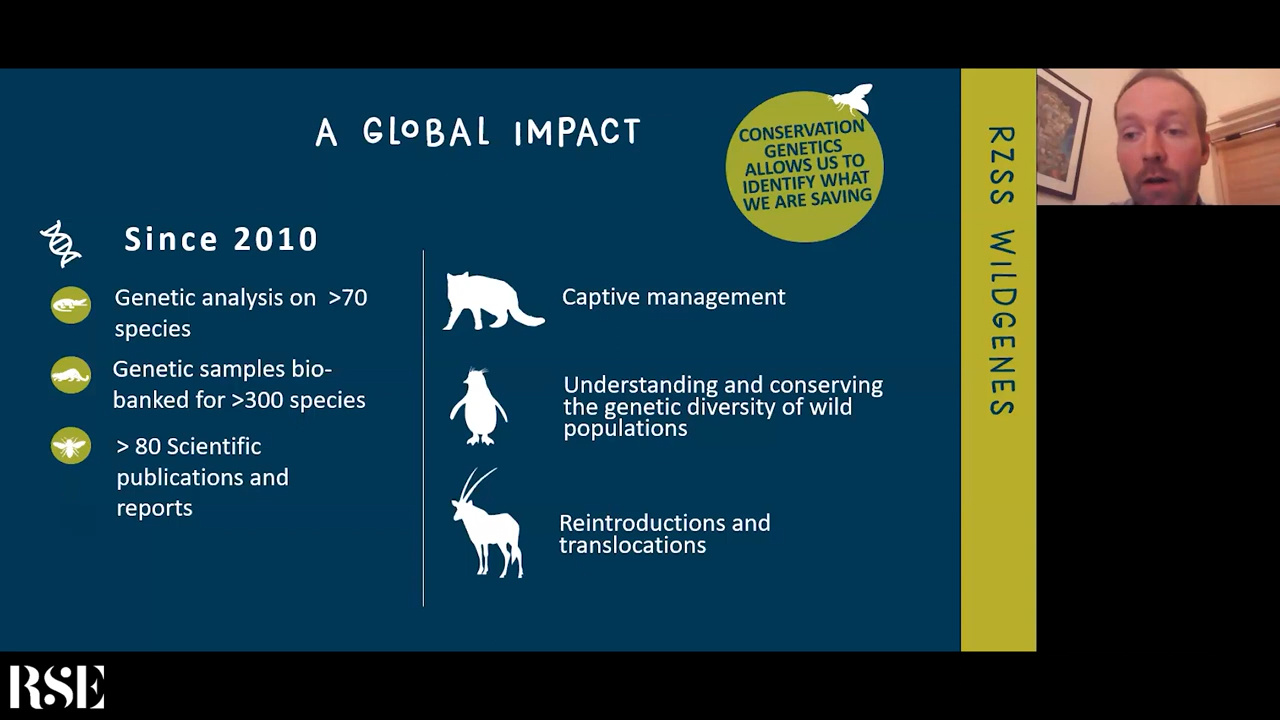 A GLOBAL IMPACT
CONSERVATION
GENETICS
ALLOWS US TO
IDENTIFY WHAT
WE ARE SAVING
Since 2010
Genetic analysis on >70
species
Genetic samples bio-
banked for >300 species
> 80 Scientific
publications and
reports
Captive management
Understanding and conserving
the genetic diversity of wild
populations
Reintroductions and
translocations
RZSS WILDGENES
RSE